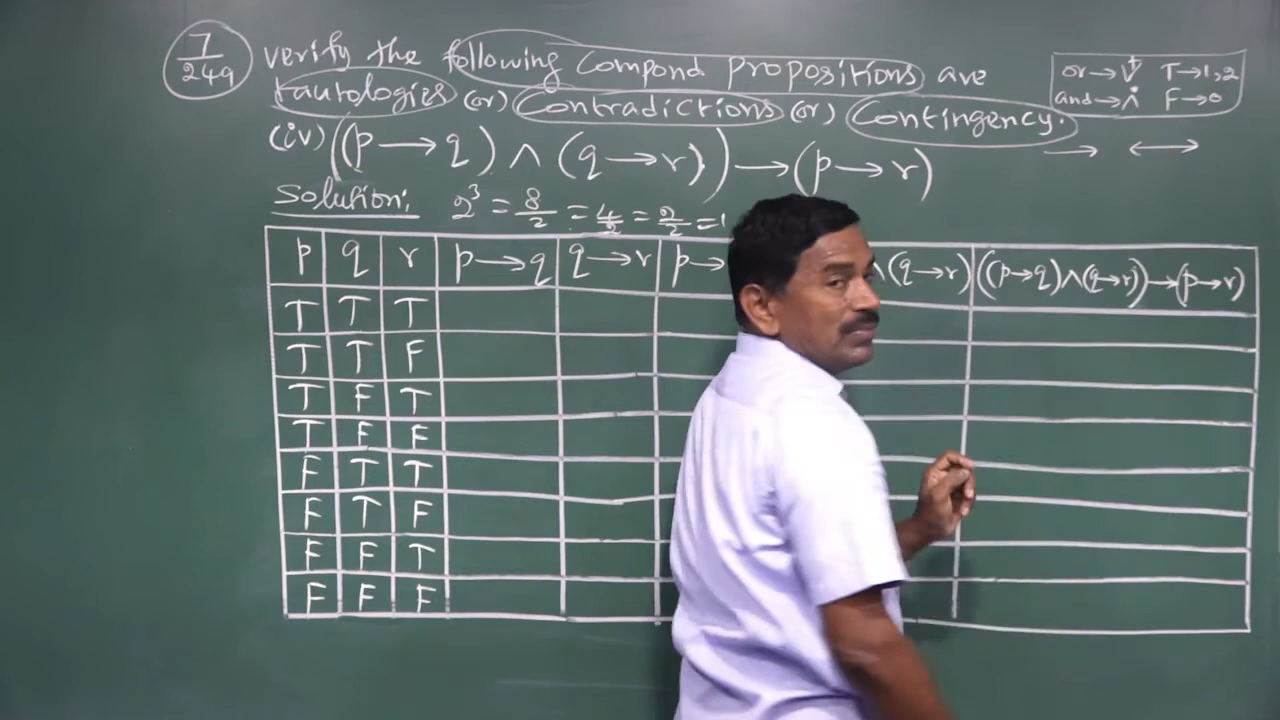 7/249 verify the following Compond propositions are
tautologies (or) Contradictions (or) Contingency.
or→∨ + T→1,2
and→∧ • F→0
→ ↔
(iv) ((p→q)∧(q→r))→(p→r)
Solution: 2³ = 8/2 = 4/2 = 2/2 = 1
p q r p→q q→r p→ ∧(q→r) ((p→q)∧(q→r))→(p→r)
T T T
T T F
T F T
T F F
F T T
F T F
F F T
F F F